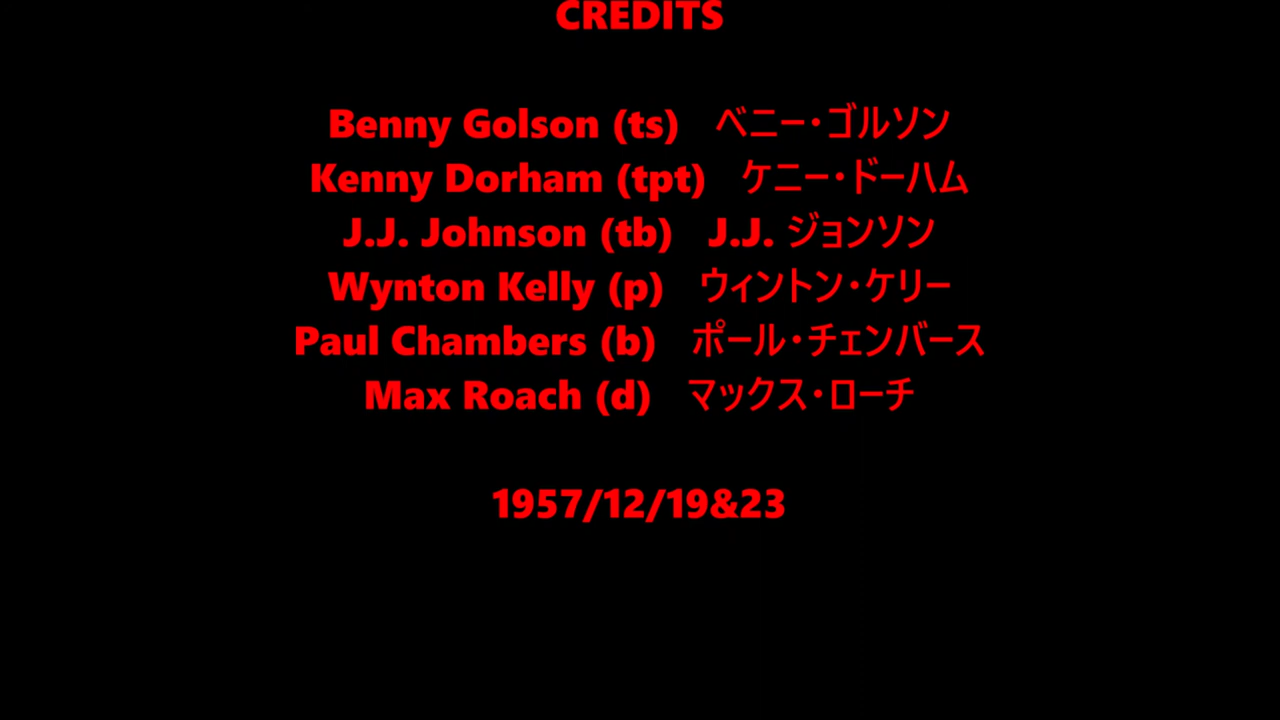 CREDITS
Benny Golson (ts) ベニー・ゴルソン
Kenny Dorham (tpt) ケニー・ドーハム
J.J. Johnson (tb) J.J. ジョンソン
Wynton Kelly (p) ウィントン・ケリー
Paul Chambers (b) ポール・チェンバース
Max Roach (d) マックス・ローチ
1957/12/19&23